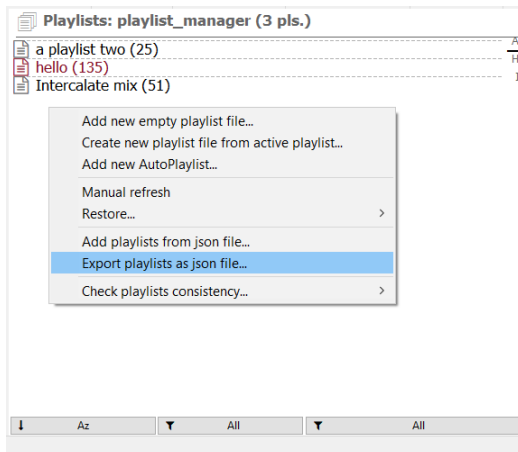 Playlists: playlist_manager (3 pls.)
a playlist two (25)
A
hello (135)
H
Intercalate mix (51)
I
Add new empty playlist file...
Create new playlist file from active playlist...
Add new AutoPlaylist...
Manual refresh
Restore...
Add playlists from json file...
Export playlists as json file...
Check playlists consistency...
Az
All
All